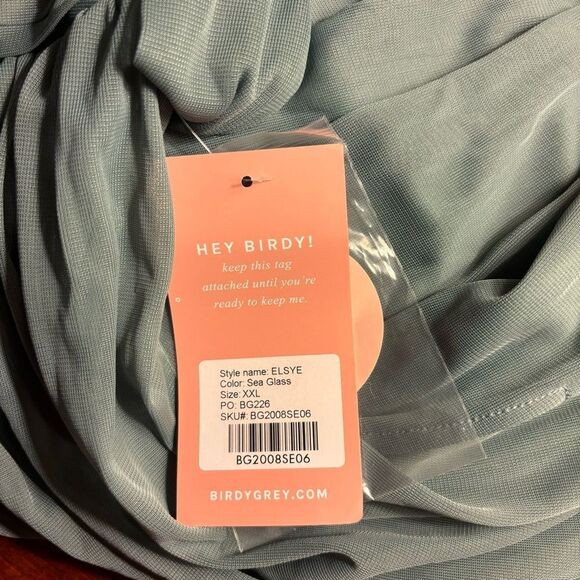 HEY BIRDY!
keep this tag
attached until you're
ready to keep me.
Style name: ELSYE
Color: Sea Glass
Size: XXL
PO: BG226
SKU#: BG2008SE06
BG2008SE06
BIRDYGREY.COM